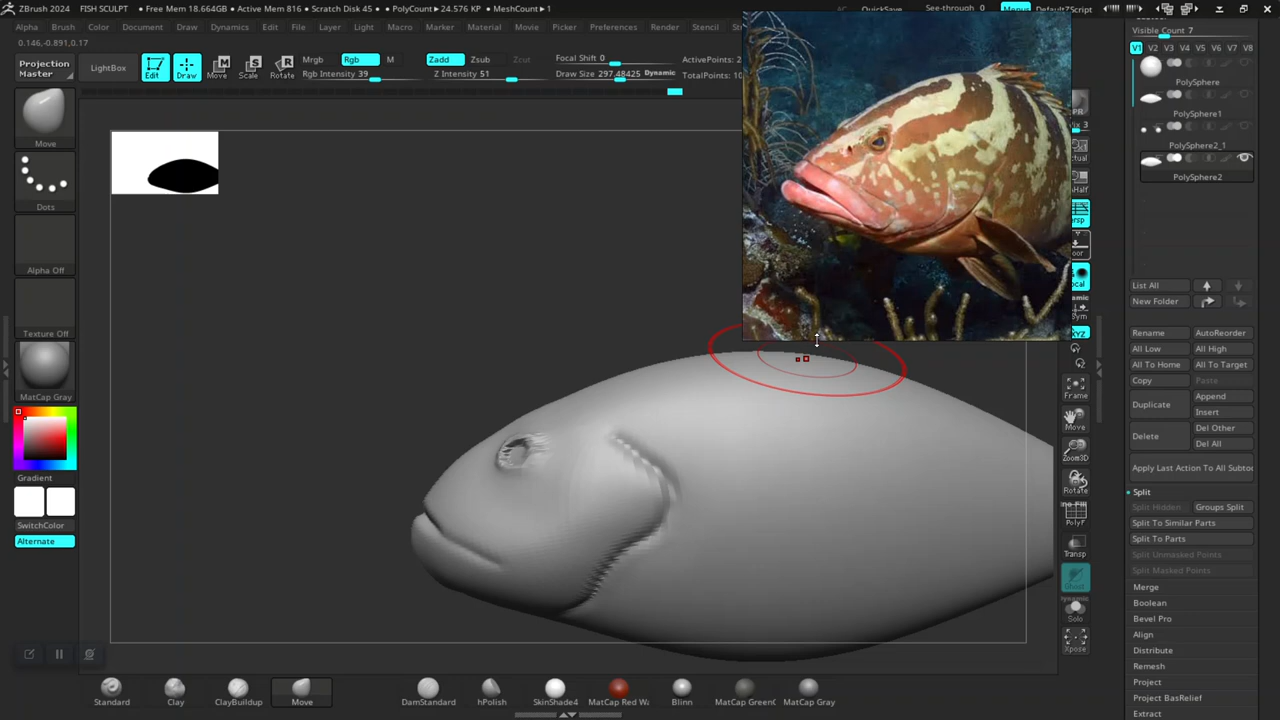 ZBrush 2024 FISH SCULPT • Free Mem 18.664GB • Active Mem 816 • Scratch Disk 45 • PolyCount▸24.576 KP • MeshCount▸1
QuickSave See-through 0 Menus DefaultZScript
Alpha Brush Color Document Draw Dynamics Edit File Layer Light Macro Marker Material Movie Picker Preferences Render Stencil
0.146,-0.891,0.17
Projection Master
LightBox
Edit Draw Move Scale Rotate
Mrgb Rgb M
Rgb Intensity 39
Zadd Zsub Zcut
Z Intensity 51
Focal Shift 0
Draw Size 297.48425 Dynamic
ActivePoints: 2
TotalPoints: 10
Move
Dots
Alpha Off
Texture Off
MatCap Gray
Gradient
SwitchColor
Alternate
Standard Clay ClayBuildup Move DamStandard hPolish SkinShade4 MatCap Red Wa Blinn MatCap GreenC MatCap Gray
Frame
Move
Zoom3D
Rotate
PolyF
Transp
Ghost
Solo
Xpose
Visible Count 7
V1 V2 V3 V4 V5 V6 V7 V8
PolySphere
PolySphere1
PolySphere2_1
PolySphere2
List All
New Folder
Rename AutoReorder
All Low All High
All To Home All To Target
Copy Paste
Duplicate Append
Insert
Delete Del Other
Del All
Apply Last Action To All Subtoo
Split
Split Hidden Groups Split
Split To Similar Parts
Split To Parts
Split Unmasked Points
Split Masked Points
Merge
Boolean
Bevel Pro
Align
Distribute
Remesh
Project
Project BasRelief
Extract